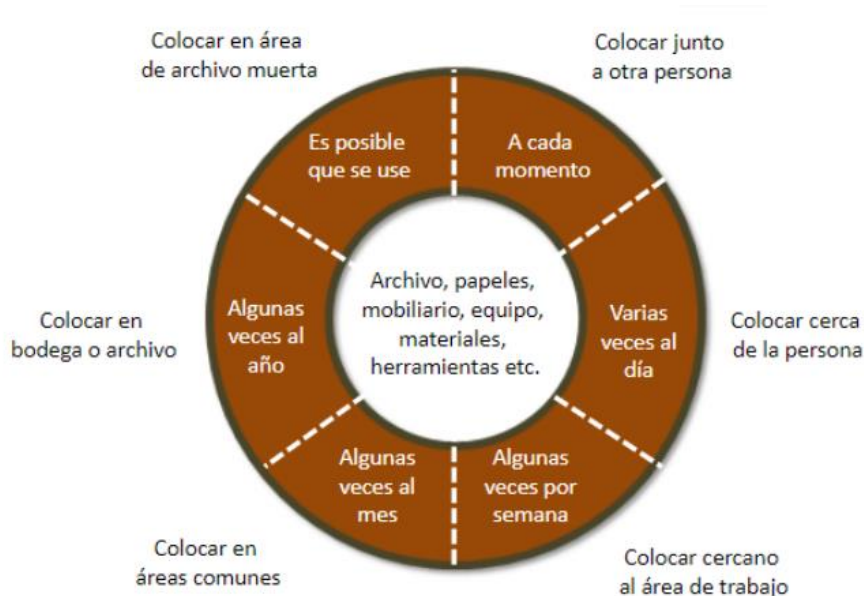 Colocar en área
de archivo muerta
Colocar junto
a otra persona
Es posible
que se use
A cada
momento
Archivo, papeles,
mobiliario, equipo,
materiales,
herramientas etc.
Algunas
veces al
año
Varias
veces al
día
Colocar en
bodega o archivo
Colocar cerca
de la persona
Algunas
veces al
mes
Algunas
veces por
semana
Colocar en
áreas comunes
Colocar cercano
al área de trabajo